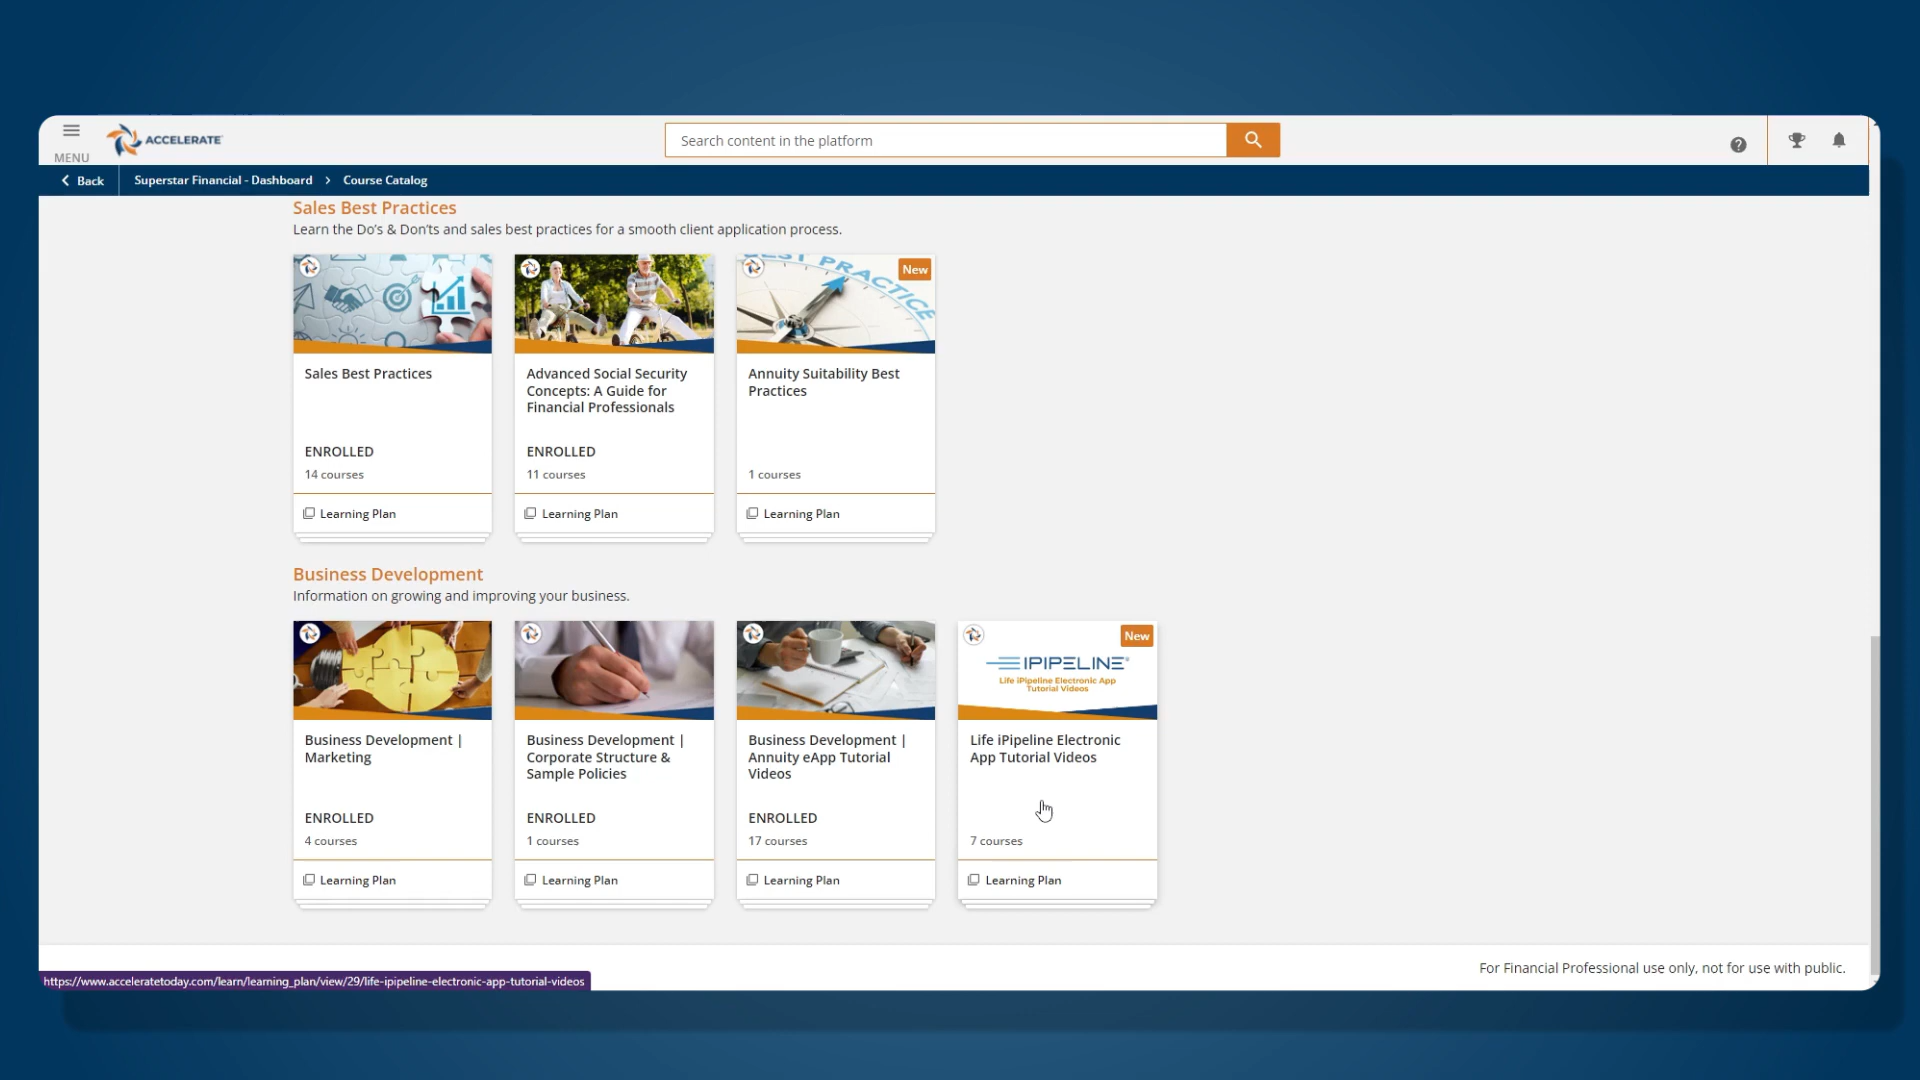 MENU
ACCELERATE
Search content in the platform
Back
Superstar Financial - Dashboard > Course Catalog
Sales Best Practices
Learn the Do's & Don'ts and sales best practices for a smooth client application process.
BEST PRACTICE
New
Sales Best Practices
ENROLLED
14 courses
Learning Plan
Advanced Social Security
Concepts: A Guide for
Financial Professionals
ENROLLED
11 courses
Learning Plan
Annuity Suitability Best
Practices
1 courses
Learning Plan
Business Development
Information on growing and improving your business.
New
IPIPELINE®
Life iPipeline Electronic App
Tutorial Videos
Business Development |
Marketing
ENROLLED
4 courses
Learning Plan
Business Development |
Corporate Structure &
Sample Policies
ENROLLED
1 courses
Learning Plan
Business Development |
Annuity eApp Tutorial
Videos
ENROLLED
17 courses
Learning Plan
Life iPipeline Electronic
App Tutorial Videos
7 courses
Learning Plan
For Financial Professional use only, not for use with public.
https://www.acceleratetoday.com/learn/learning_plan/view/29/life-ipipeline-electronic-app-tutorial-videos